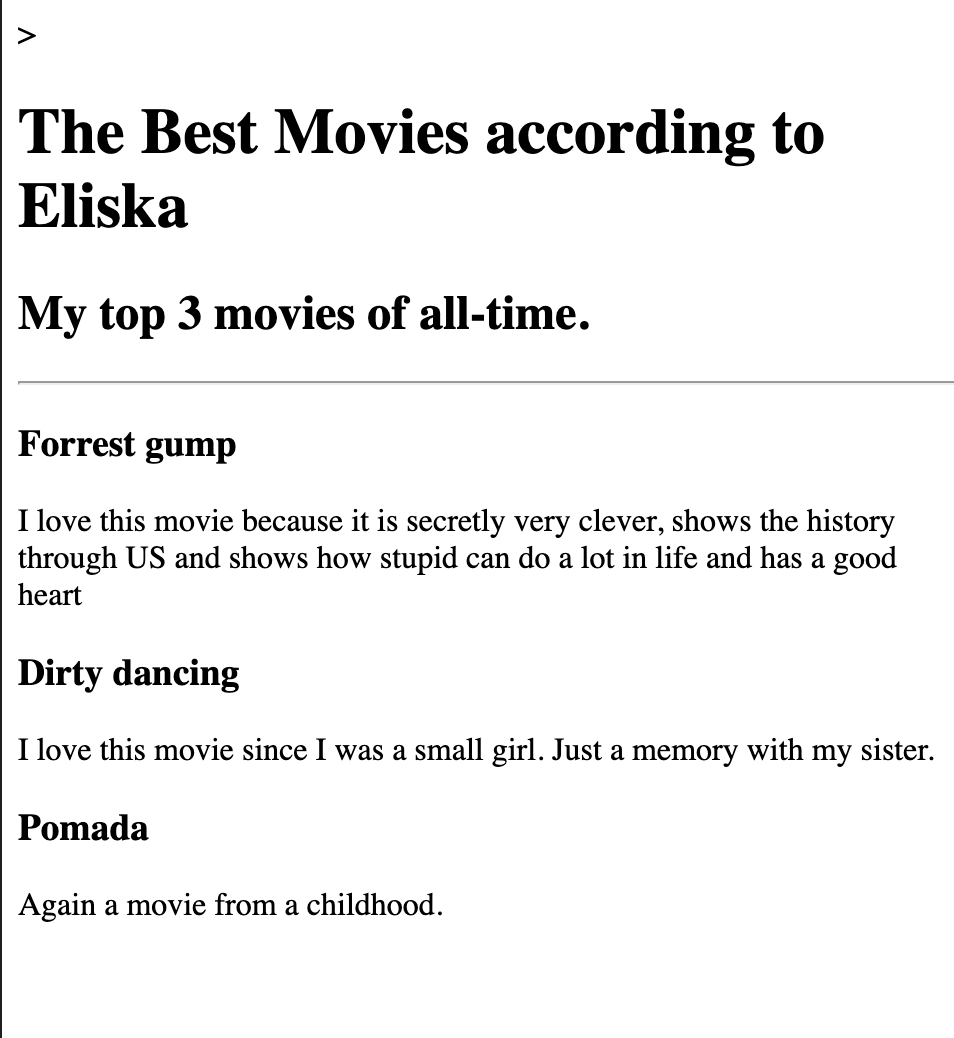 >
The Best Movies according to
Eliska
My top 3 movies of all-time.
Forrest gump
I love this movie because it is secretly very clever, shows the history
through US and shows how stupid can do a lot in life and has a good
heart
Dirty dancing
I love this movie since I was a small girl. Just a memory with my sister.
Pomada
Again a movie from a childhood.